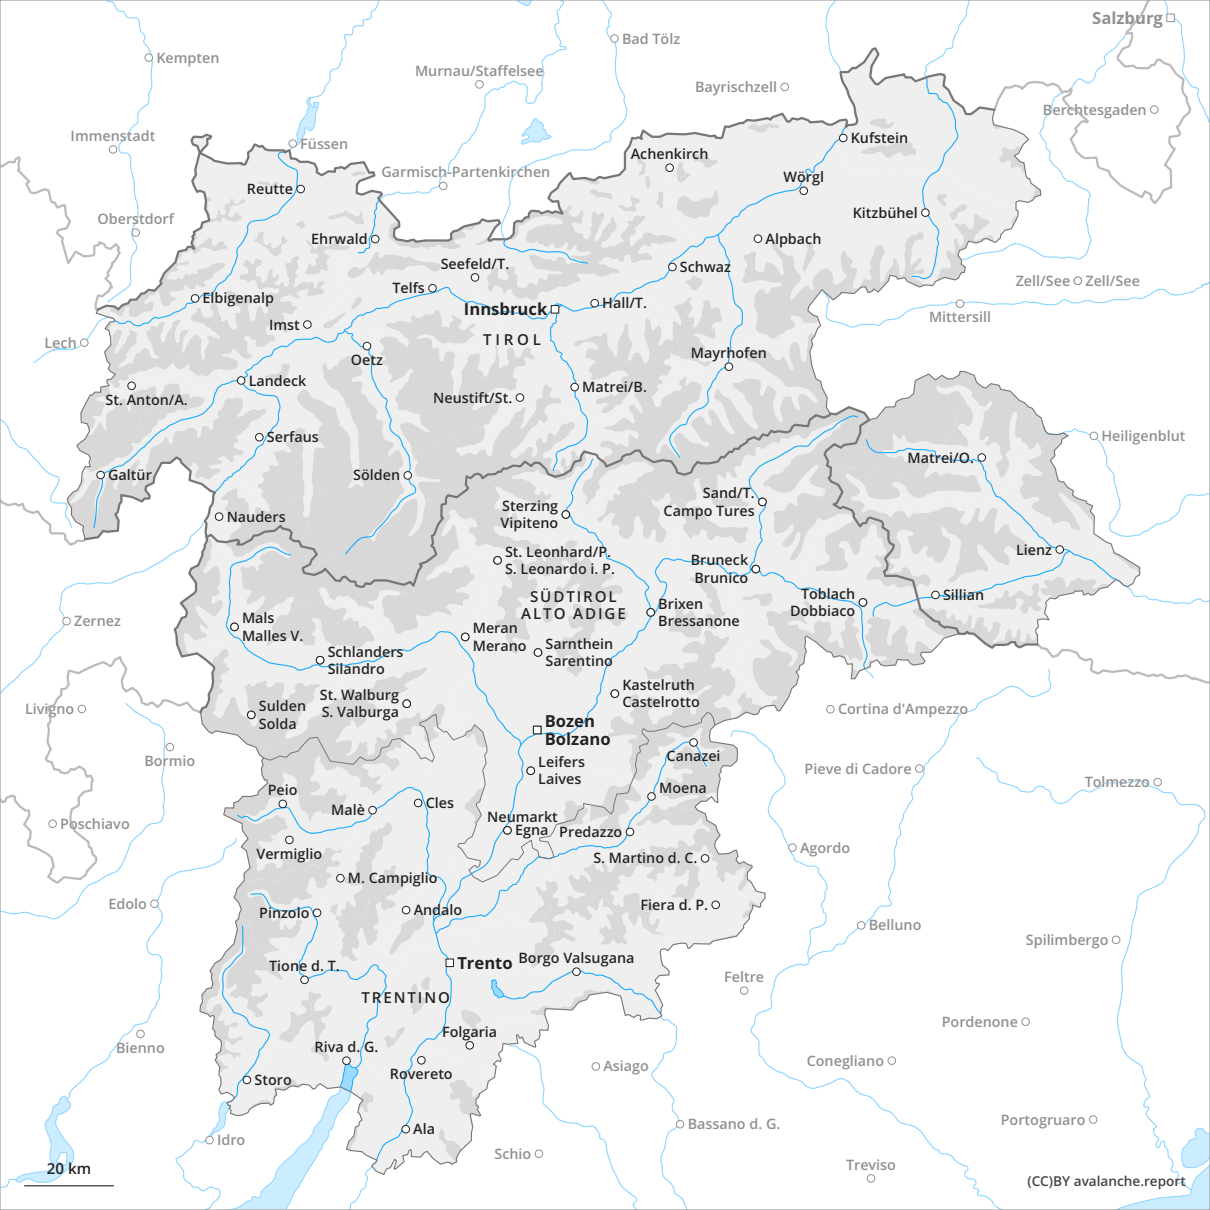 Salzburg
Bad Tölz
Kempten
Murnau/Staffelsee
Bayrischzell
Berchtesgaden
Immenstadt
Füssen
Kufstein
Achenkirch
Garmisch-Partenkirchen
Wörgl
Reutte
Kitzbühel
Oberstdorf
Ehrwald
Alpbach
Seefeld/T.
Schwaz
Zell/See
Zell/See
Telfs
Elbigenalp
Hall/T.
Innsbruck
Mittersill
Imst
TIROL
Lech
Oetz
Mayrhofen
Landeck
Matrei/B.
St. Anton/A.
Neustift/St.
Serfaus
Heiligenblut
Matrei/O.
Galtür
Sölden
Sand/T.
Campo Tures
Sterzing
Vipiteno
Nauders
Lienz
St. Leonhard/P.
S. Leonardo i. P.
Bruneck
Brunico
SÜDTIROL
ALTO ADIGE
Toblach
Dobbiaco
Sillian
Brixen
Bressanone
Zernez
Mals
Malles V.
Meran
Merano
Sarnthein
Sarentino
Schlanders
Silandro
Kastelruth
Castelrotto
St. Walburg
S. Valburga
Sulden
Solda
Livigno
Cortina d'Ampezzo
Bozen
Bolzano
Bormio
Canazei
Leifers
Laives
Pieve di Cadore
Tolmezzo
Peio
Moena
Malè
Cles
Neumarkt
Egna
Predazzo
Poschiavo
Vermiglio
Agordo
S. Martino d. C.
M. Campiglio
Edolo
Pinzolo
Andalo
Fiera d. P.
Belluno
Spilimbergo
Trento
Borgo Valsugana
Tione d. T.
Feltre
TRENTINO
Pordenone
Folgaria
Bienno
Riva d. G.
Conegliano
Asiago
Rovereto
Storo
Portogruaro
Bassano d. G.
Ala
Idro
Schio
Treviso
20 km
(CC)BY avalanche.report